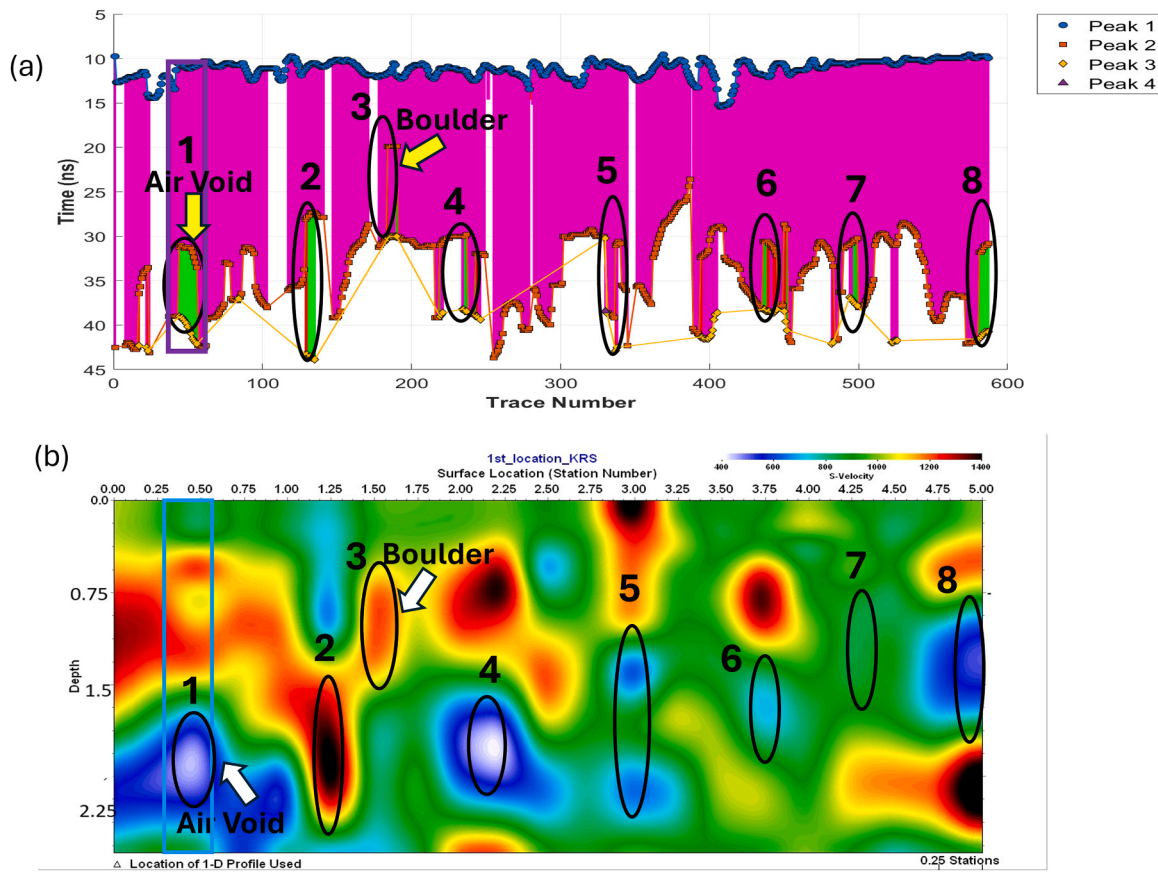 (a)
5
10
15
20
25
30
35
40
45
Time (ns)
0 100 200 300 400 500 600
Trace Number
Peak 1
Peak 2
Peak 3
Peak 4
1
Air Void
2
3
Boulder
4
5
6
7
8
(b)
1st_location_KRS
Surface Location (Station Number)
400 600 800 1000 1200 1400
S-Velocity
0.00 0.25 0.50 0.75 1.00 1.25 1.50 1.75 2.00 2.25 2.50 2.75 3.00 3.25 3.50 3.75 4.00 4.31 4.75 5.00
0.0
0.75
1.5
2.25
Depth
1
Air Void
2
3
Boulder
4
5
6
7
8
△ Location of 1-D Profile Used
0.25 Stations